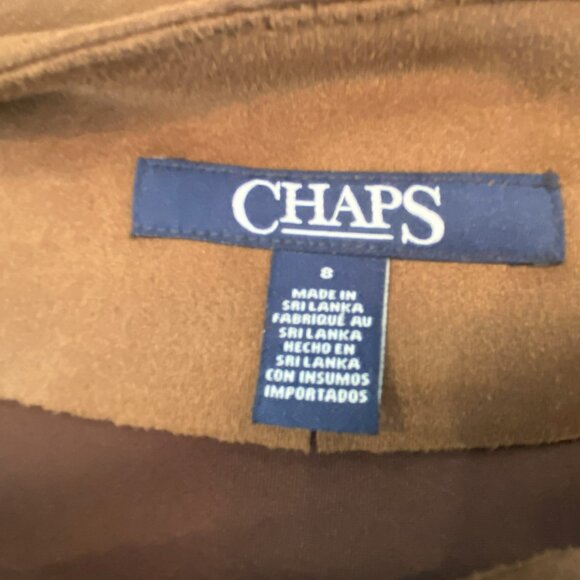 CHAPS
8
MADE IN
SRI LANKA
FABRIQUÉ AU
SRI LANKA
HECHO EN
SRI LANKA
CON INSUMOS
IMPORTADOS